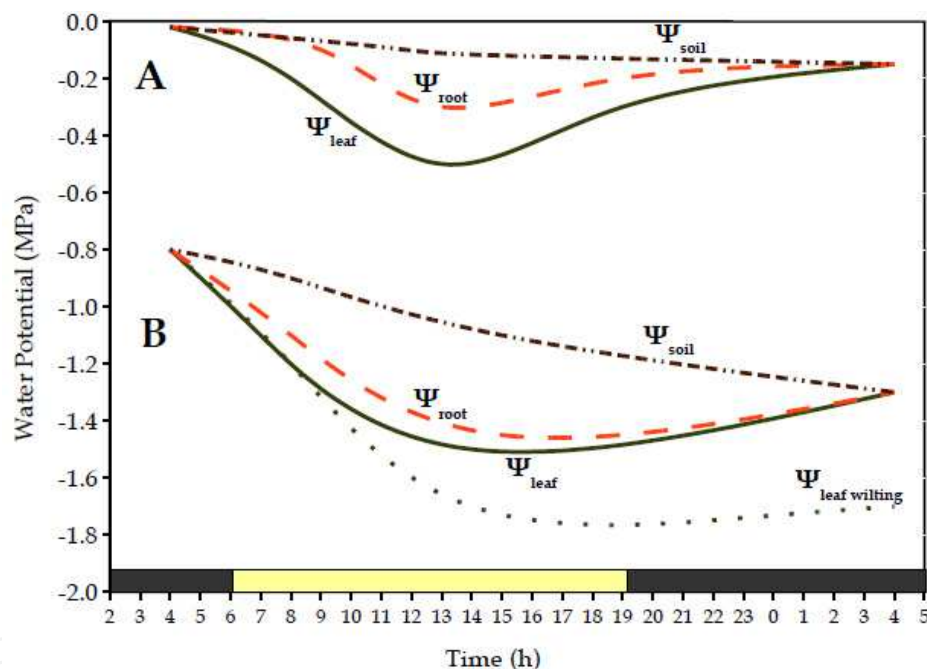 0.0
-0.2
-0.4
-0.6
-0.8
-1.0
-1.2
-1.4
-1.6
-1.8
-2.0
Water Potential (MPa)
A
Ψsoil
Ψroot
Ψleaf
B
Ψsoil
Ψroot
Ψleaf
Ψleaf wilting
2 3 4 5 6 7 8 9 10 11 12 13 14 15 16 17 18 19 20 21 22 23 0 1 2 3 4 5
Time (h)